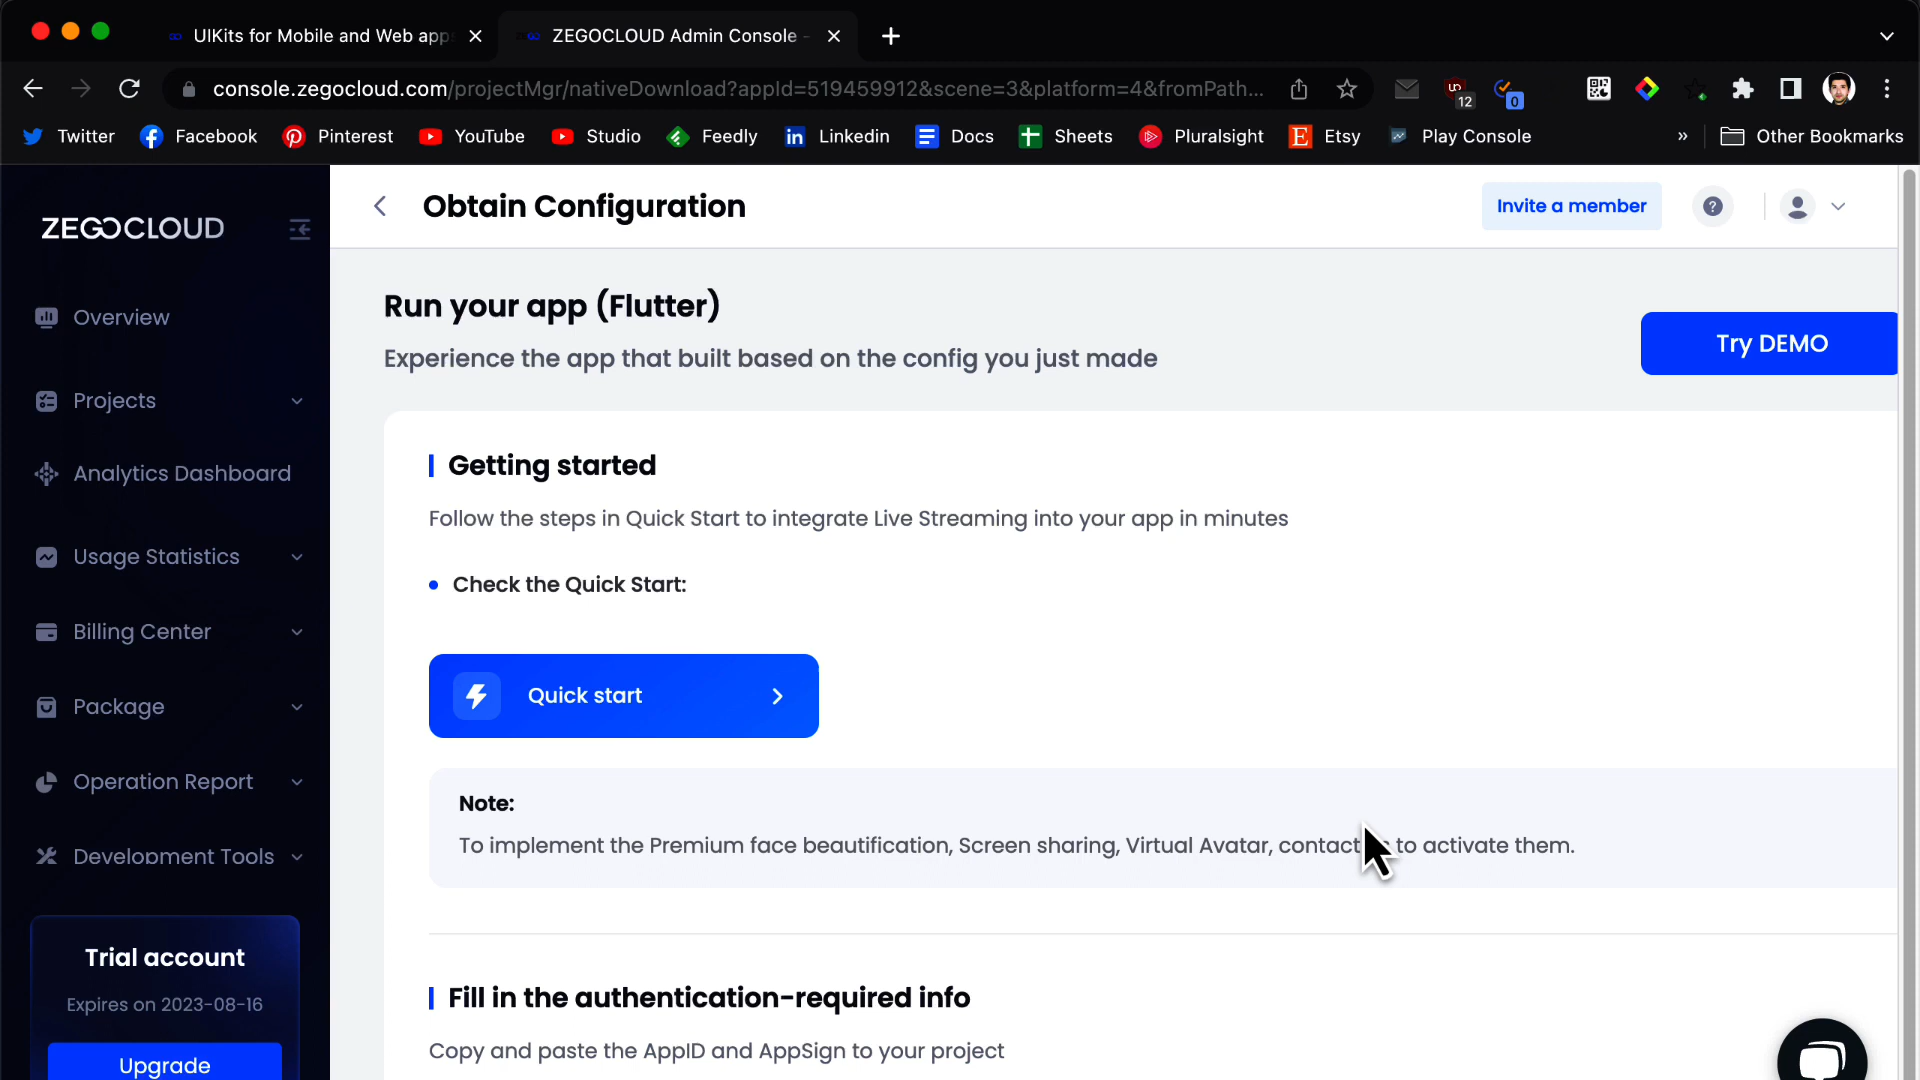 UIKits for Mobile and Web app
ZEGOCLOUD Admin Console -
console.zegocloud.com/projectMgr/nativeDownload?appId=519459912&scene=3&platform=4&fromPath...
12
0
Twitter
Facebook
Pinterest
YouTube
Studio
Feedly
Linkedin
Docs
Sheets
Pluralsight
Etsy
Play Console
»
Other Bookmarks
ZEGOCLOUD
Obtain Configuration
Invite a member
Overview
Projects
Analytics Dashboard
Usage Statistics
Billing Center
Package
Operation Report
Development Tools
Trial account
Expires on 2023-08-16
Upgrade
Run your app (Flutter)
Experience the app that built based on the config you just made
Try DEMO
Getting started
Follow the steps in Quick Start to integrate Live Streaming into your app in minutes
Check the Quick Start:
Quick start
Note:
To implement the Premium face beautification, Screen sharing, Virtual Avatar, contact to activate them.
Fill in the authentication-required info
Copy and paste the AppID and AppSign to your project